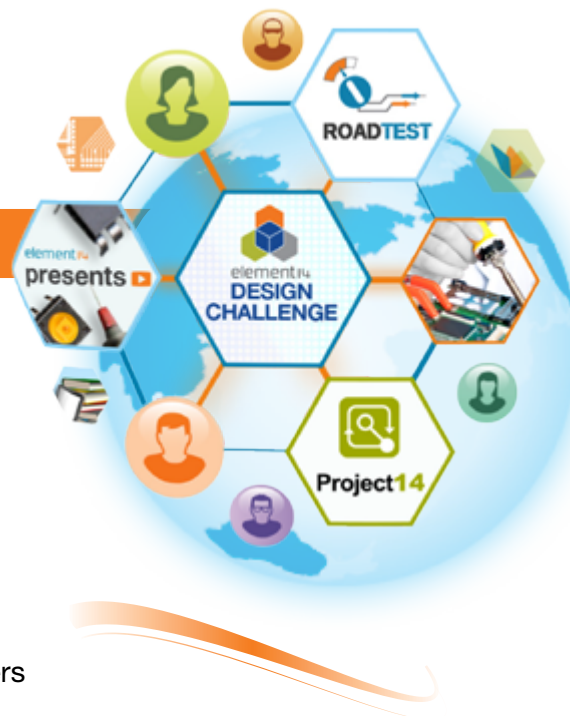 ROADTEST
element14
presents
element14
DESIGN
CHALLENGE
Project14
rs